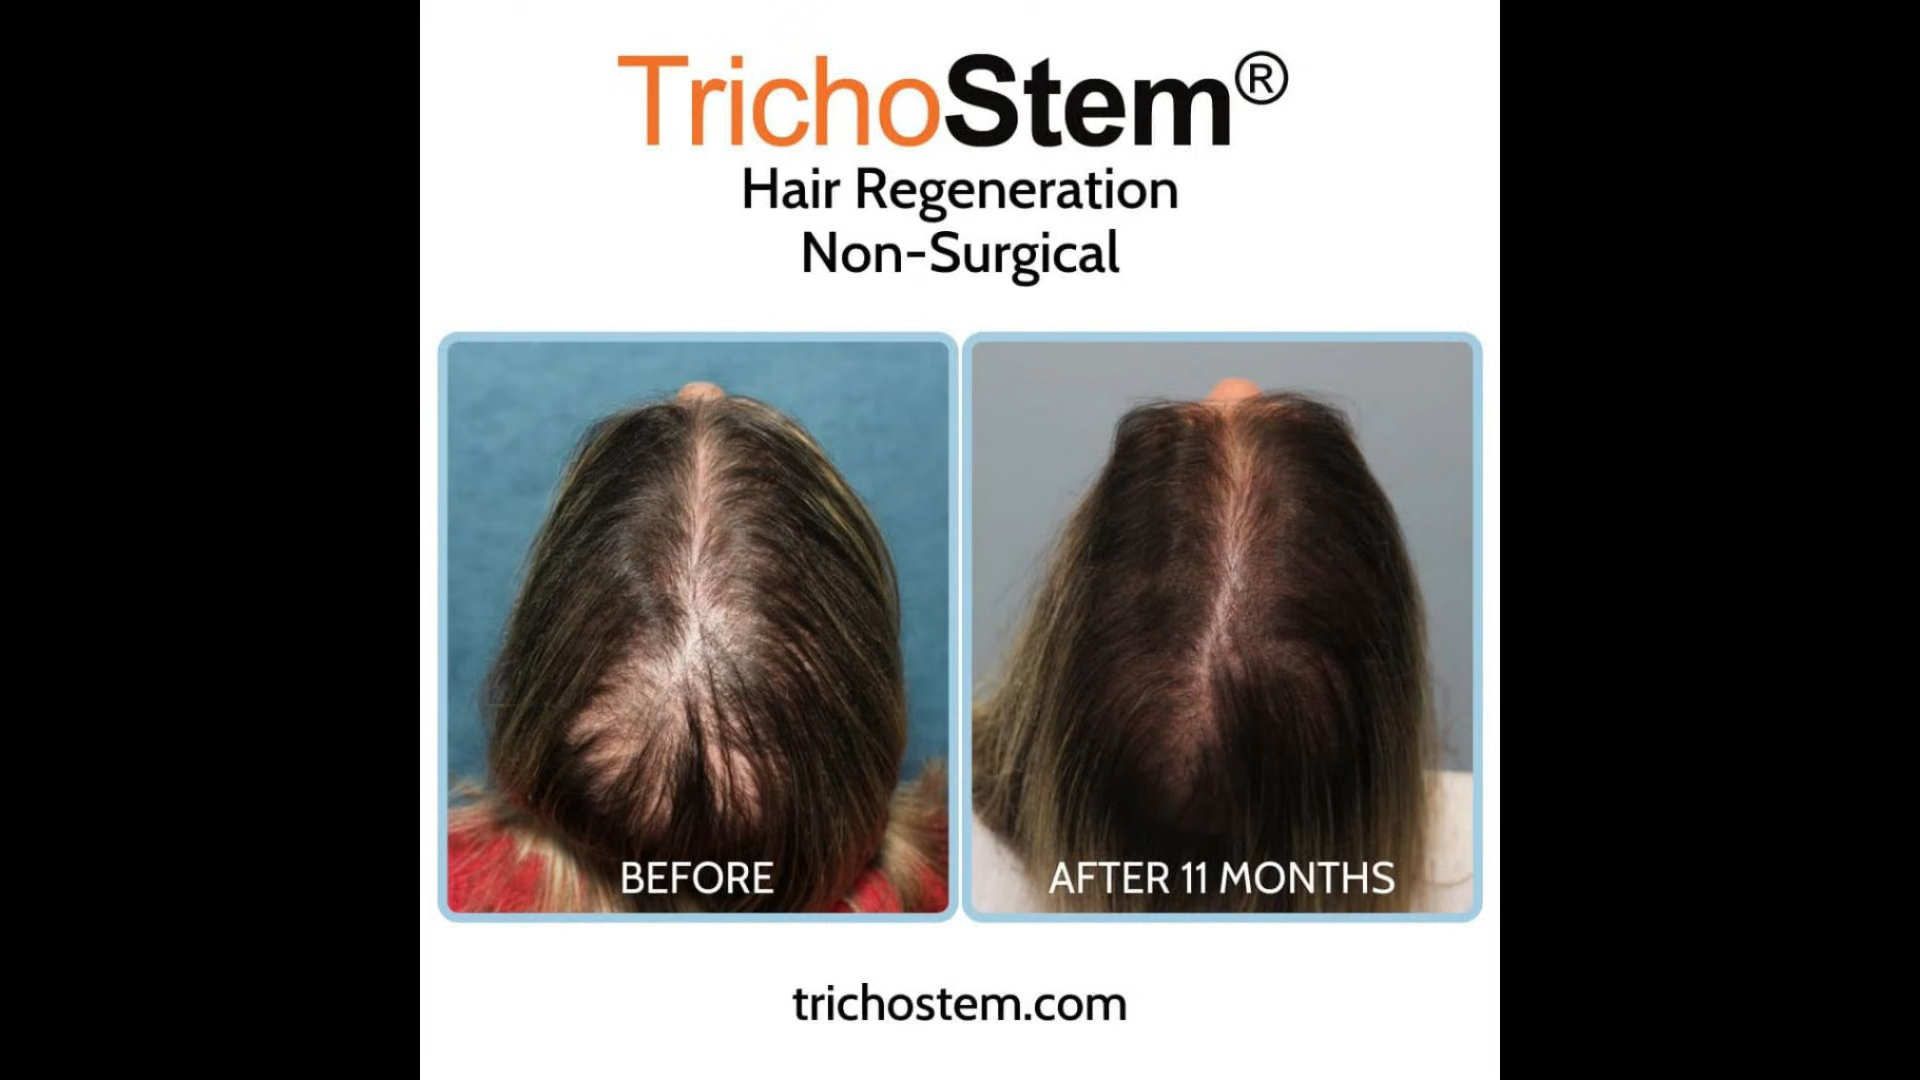 TrichoStem®
Hair Regeneration
Non-Surgical
BEFORE
AFTER 11 MONTHS
trichostem.com